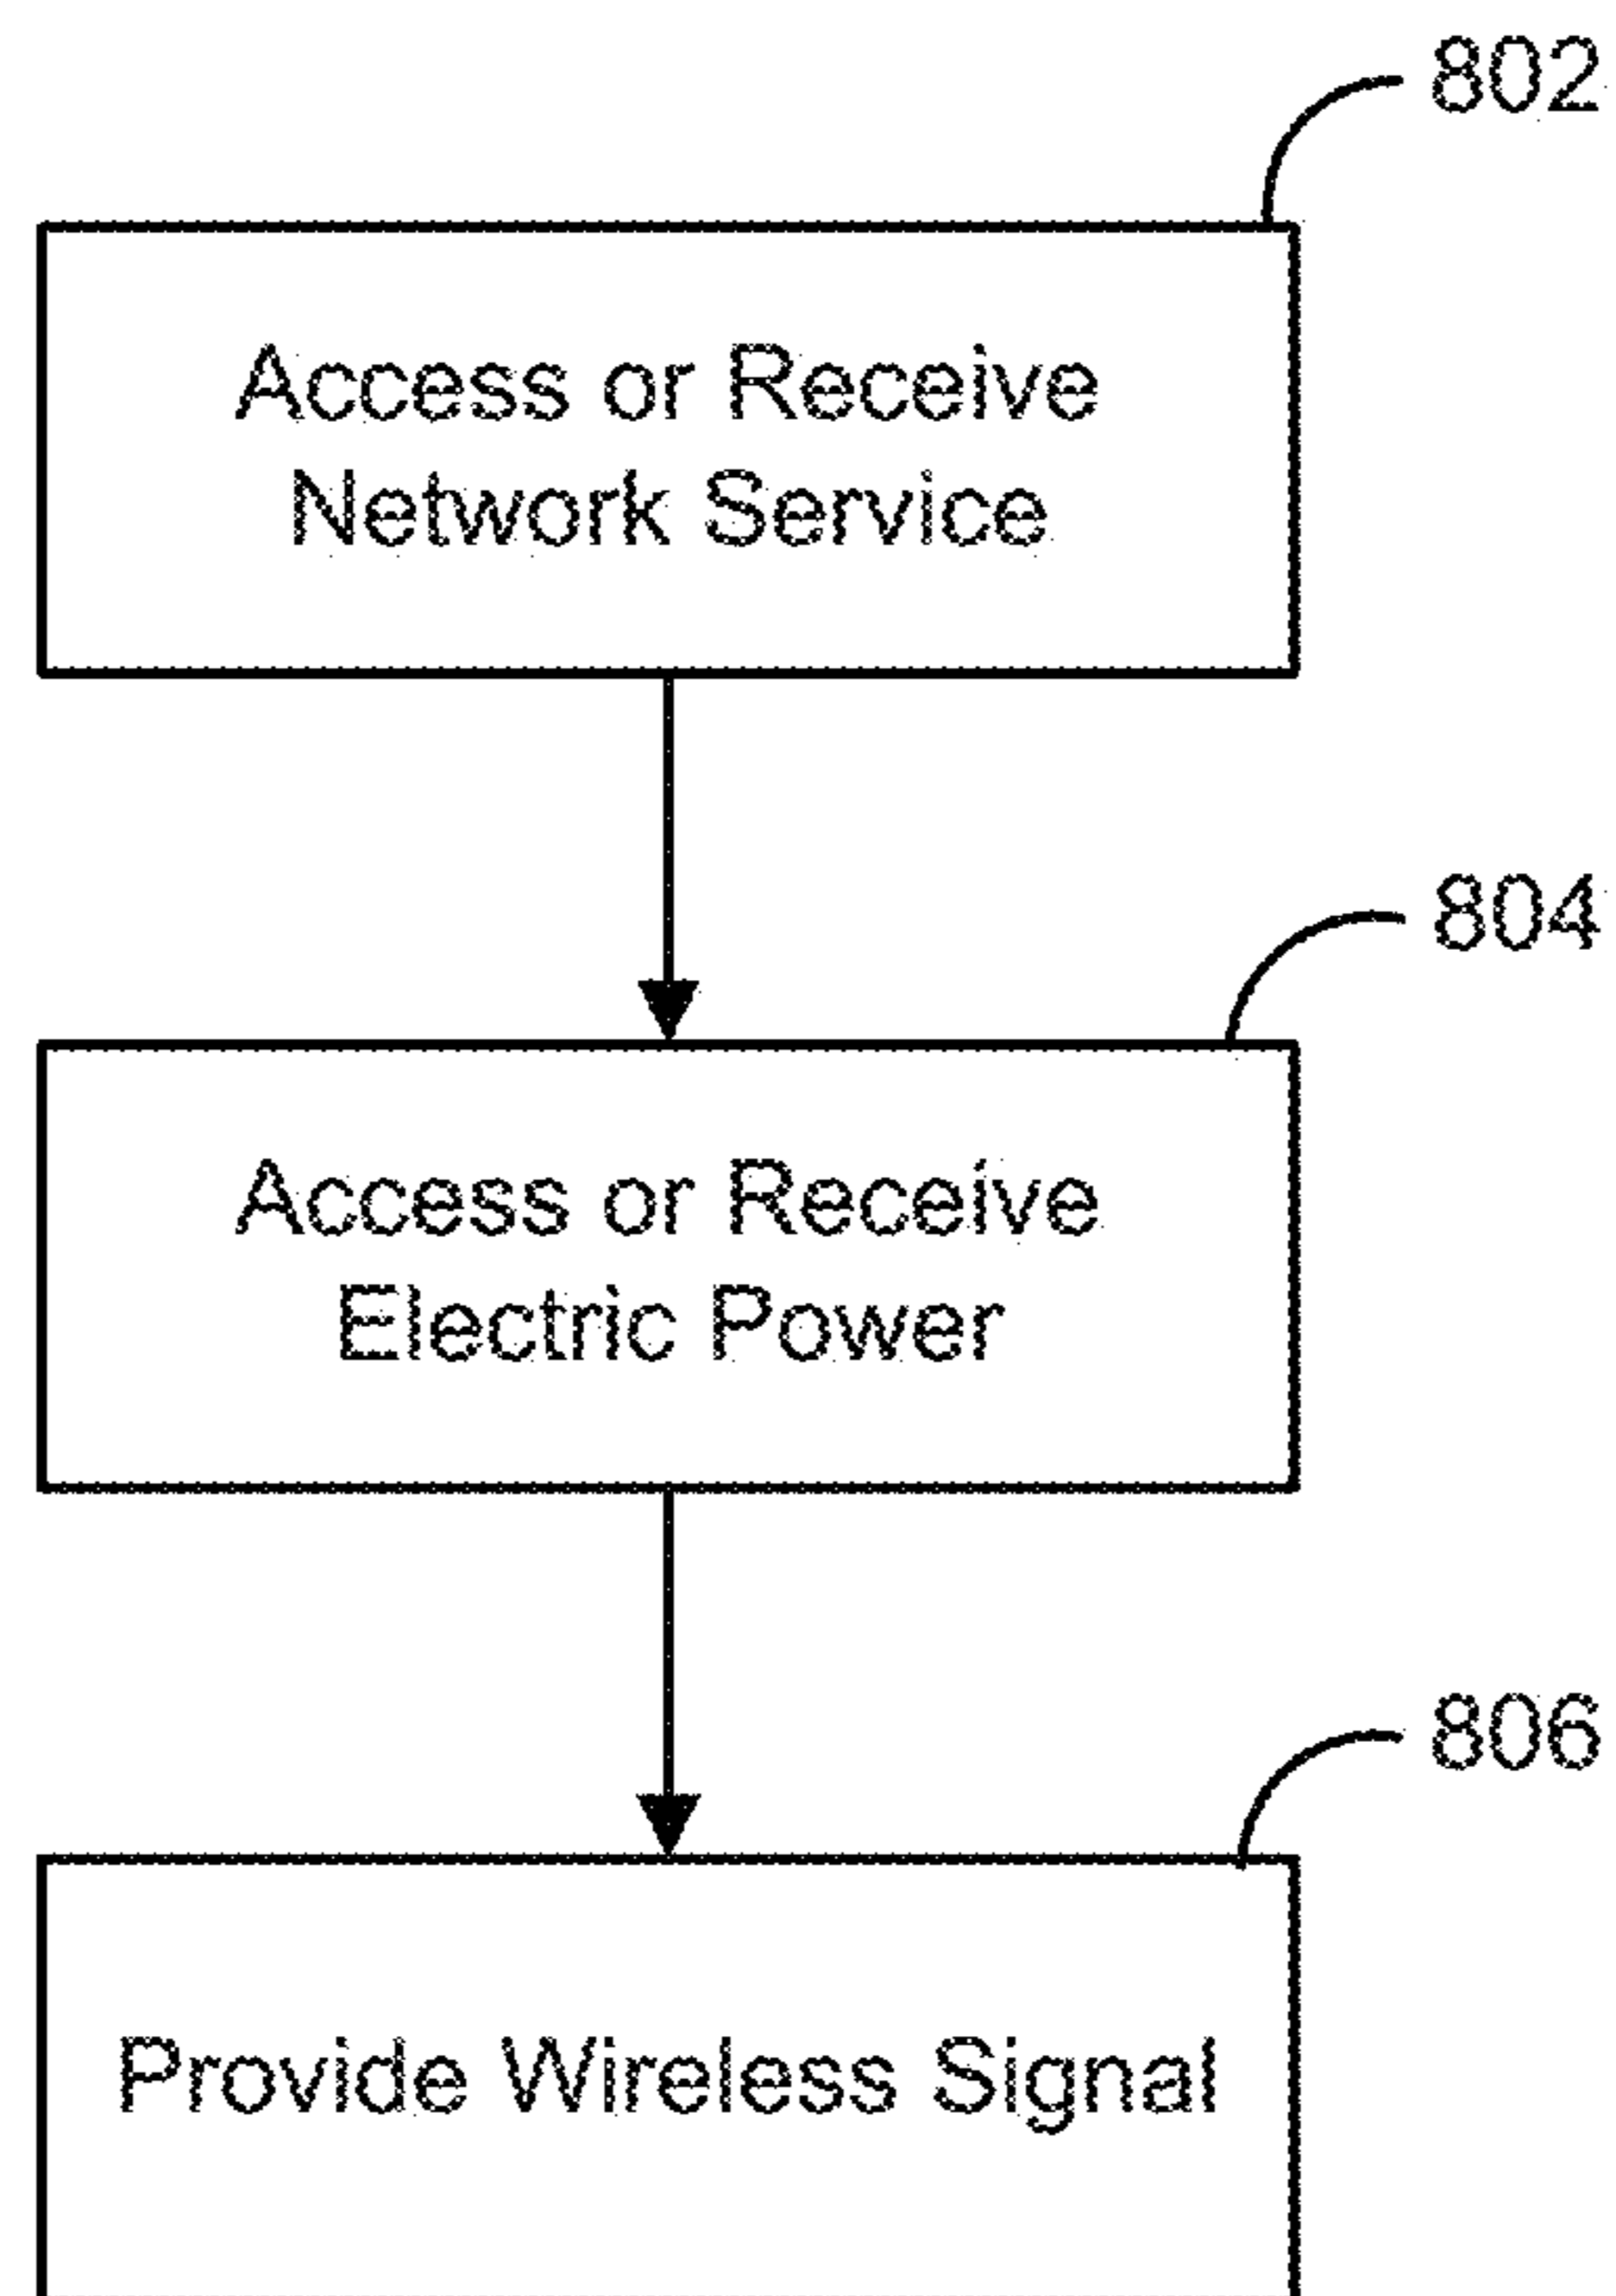 802
Access or Receive
Network Service
804
Access or Receive
Electric Power
806
Provide Wireless Signal